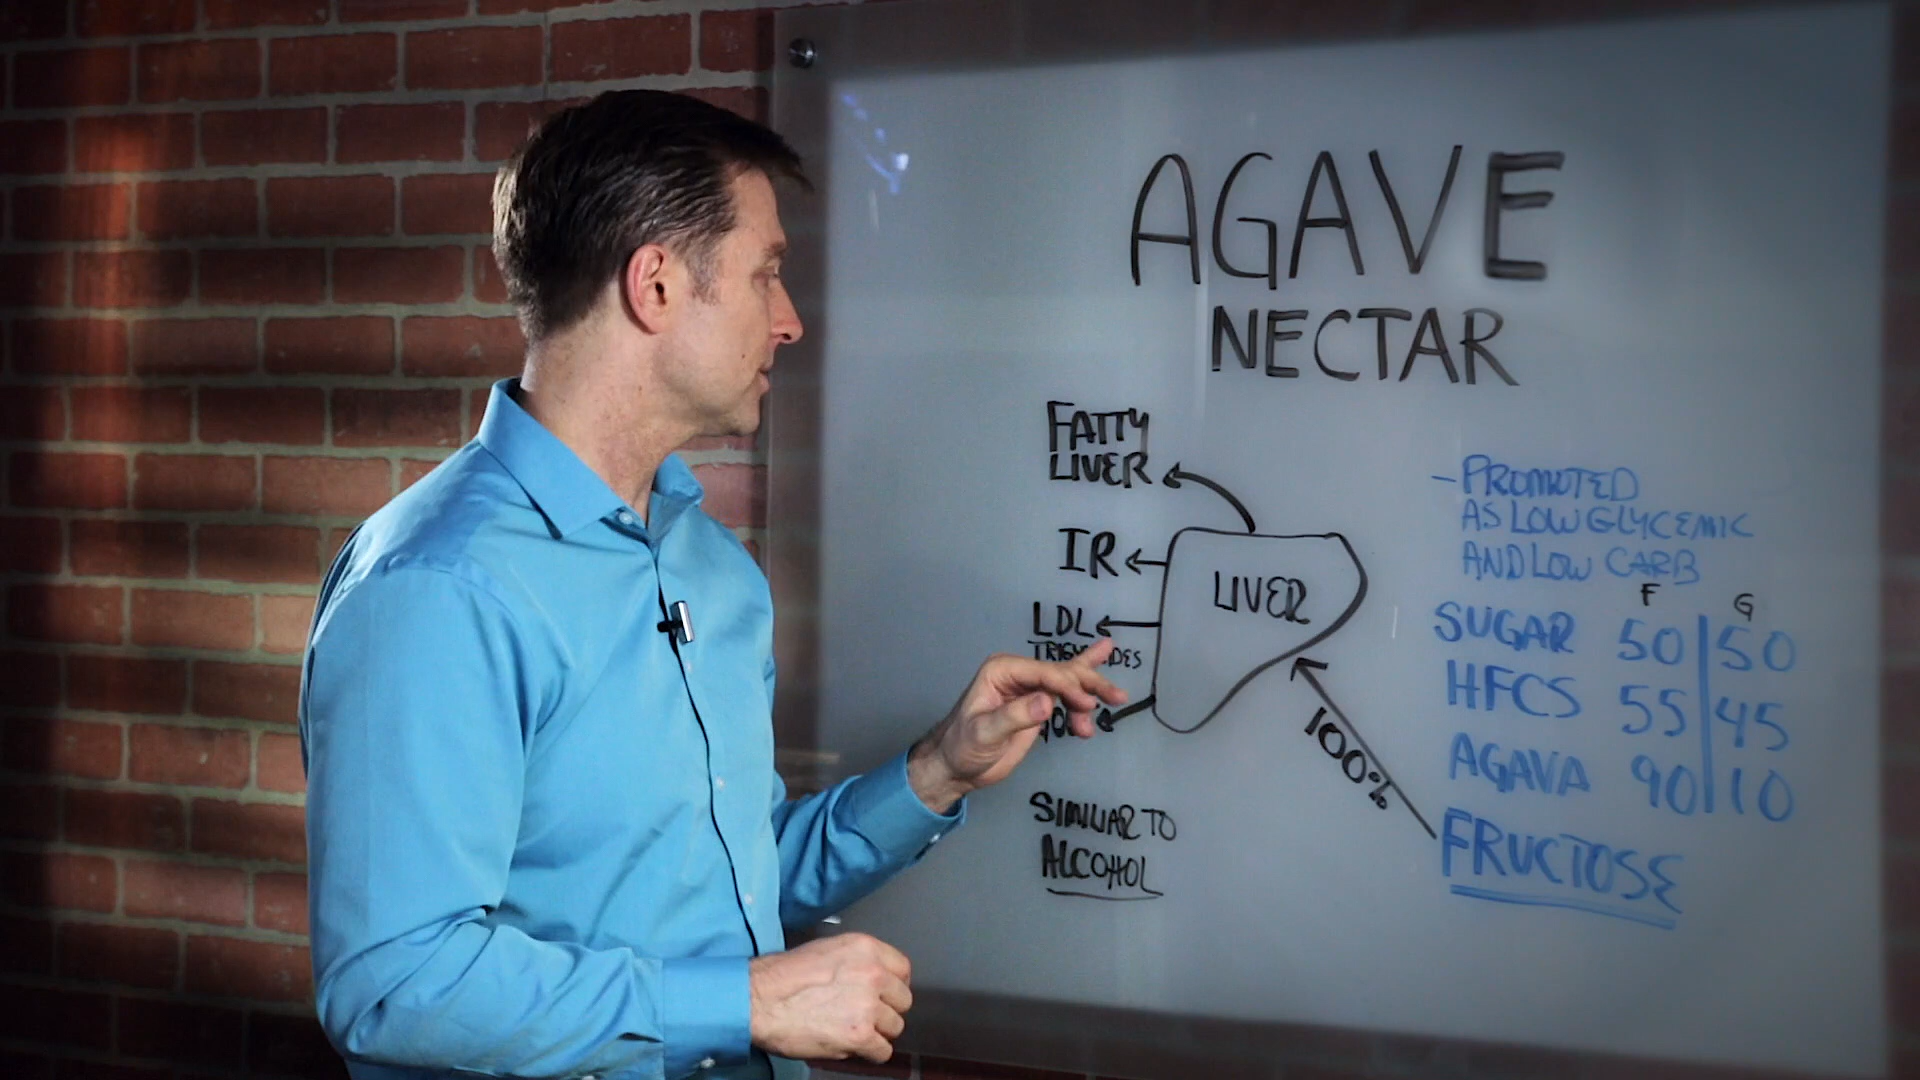 AGAVE
NECTAR
FATTY
LIVER
IR
LDL
LIVER
100%
SIMILAR TO
ALCOHOL
- PROMOTED
AS LOW GLYCEMIC
AND LOW CARB
F G
SUGAR 50 50
HFCS 55 45
AGAVA 90 10
FRUCTOSE